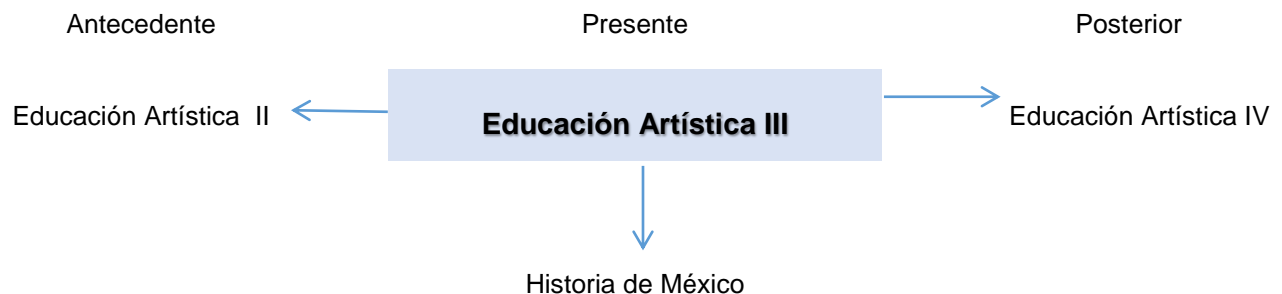 Antecedente Presente Posterior
Educación Artística II Educación Artística III Educación Artística IV
Historia de México